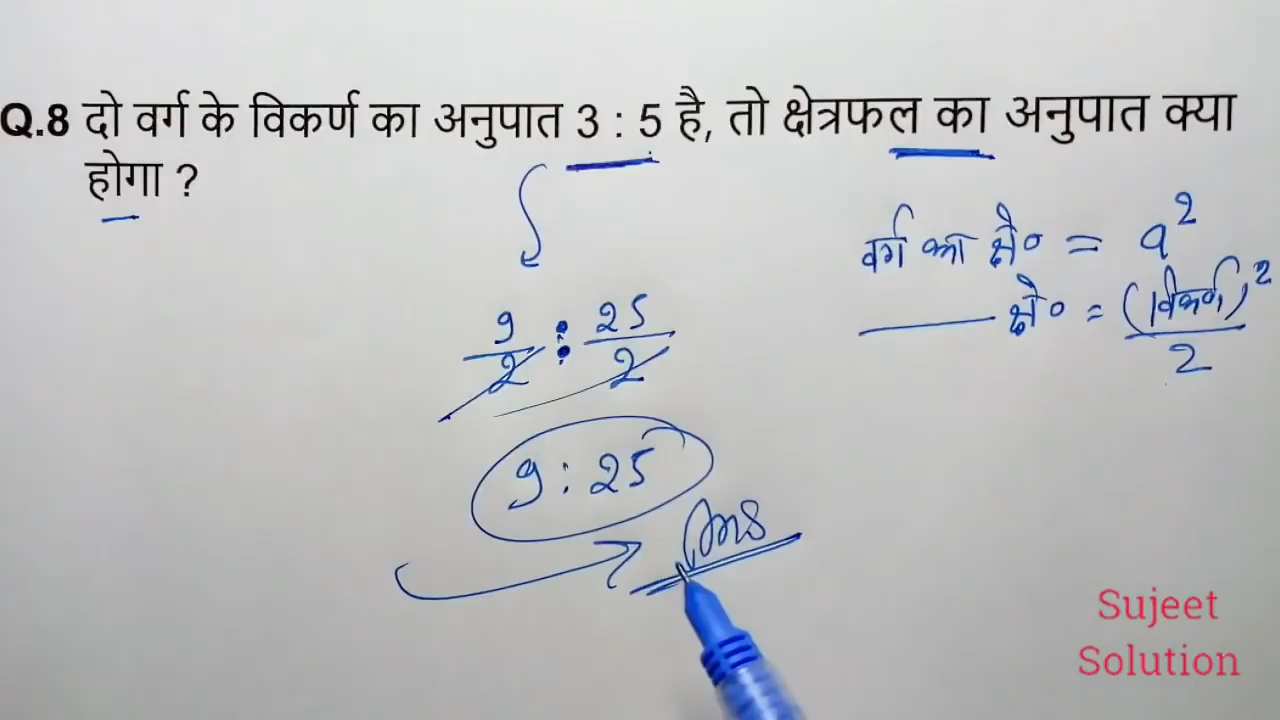 Q.8 दो वर्ग के विकर्ण का अनुपात 3 : 5 है, तो क्षेत्रफल का अनुपात क्या
होगा ?
वर्ग का क्षे० = a²
क्षे० = (विकर्ण)²
2
9/2 : 25/2
9 : 25
Ans
Sujeet
Solution